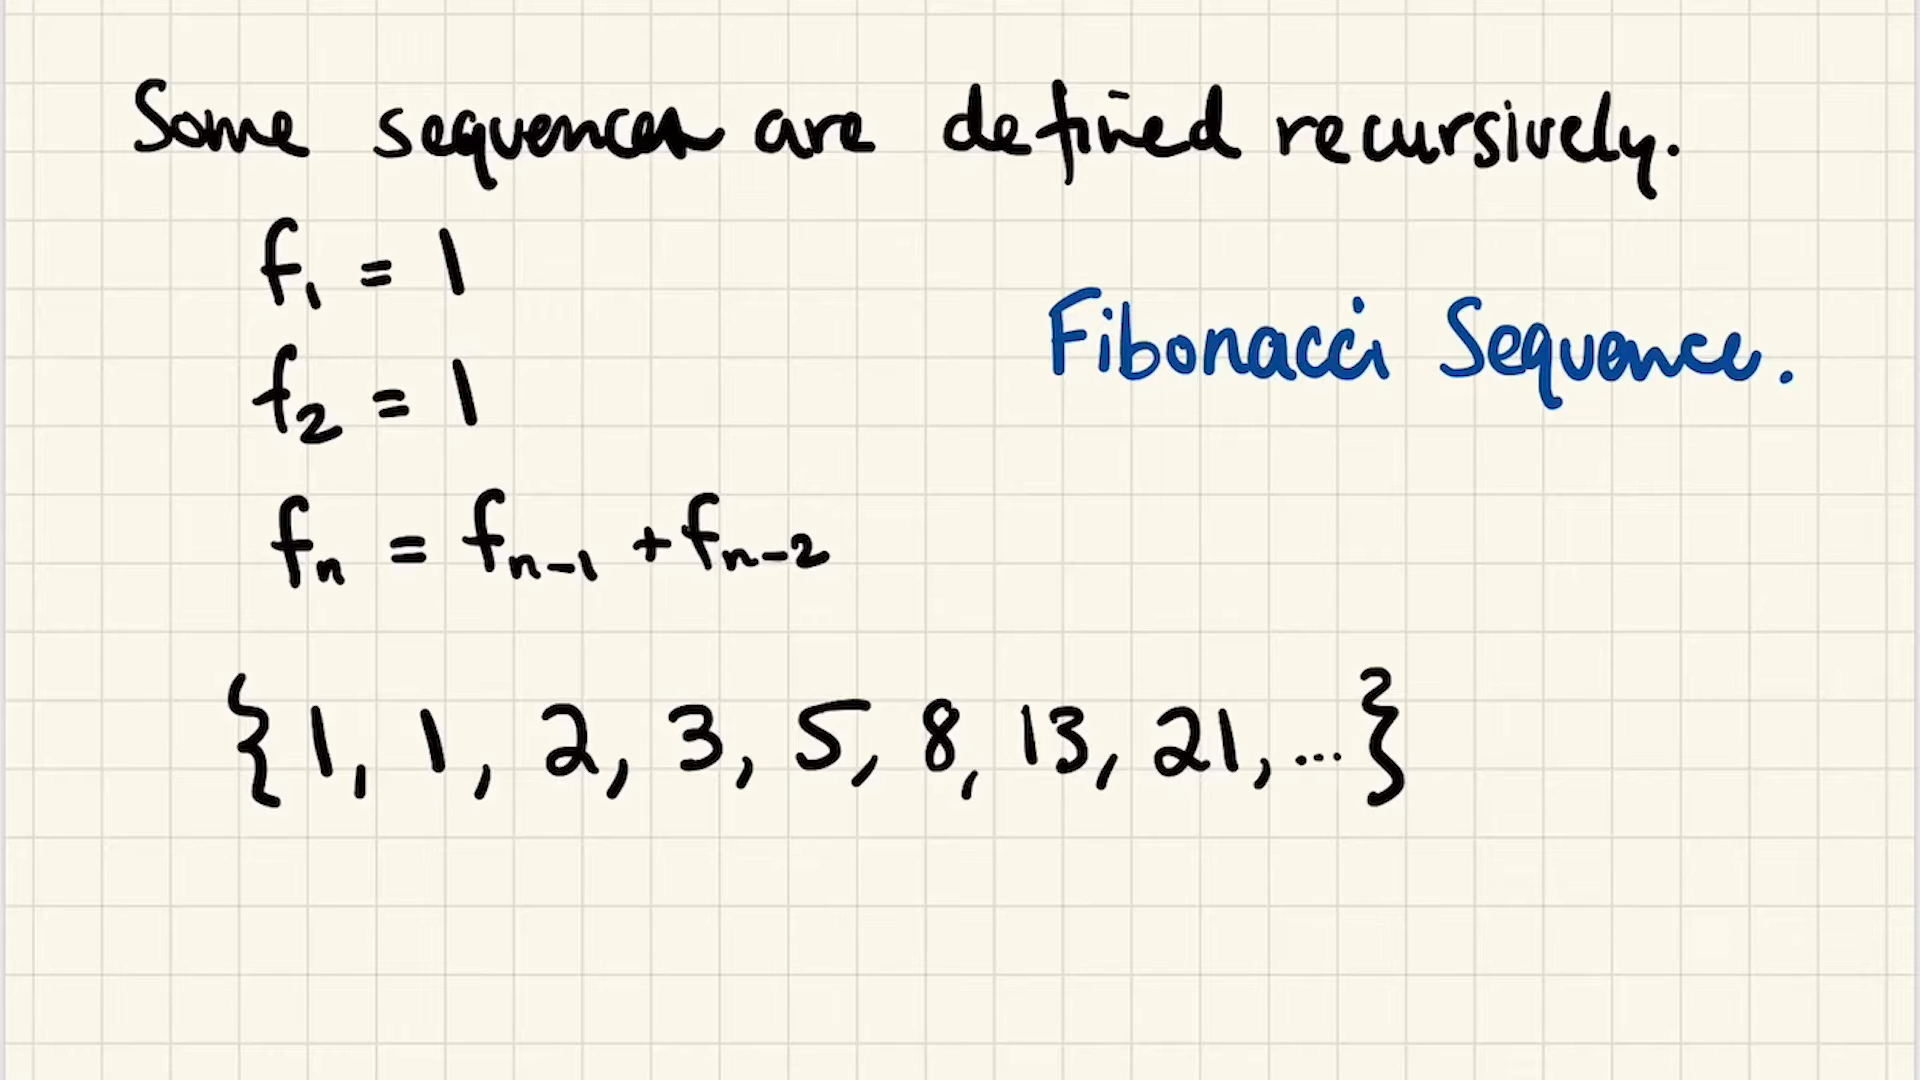 Some sequences are defined recursively.
f₁ = 1
Fibonacci Sequence.
f₂ = 1
fₙ = fₙ₋₁ + fₙ₋₂
{1, 1, 2, 3, 5, 8, 13, 21, ...}